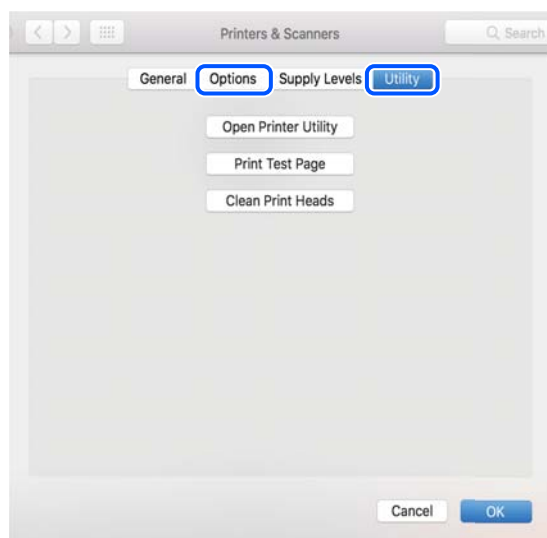 Printers & Scanners
Search
General Options Supply Levels Utility
Open Printer Utility
Print Test Page
Clean Print Heads
Cancel OK